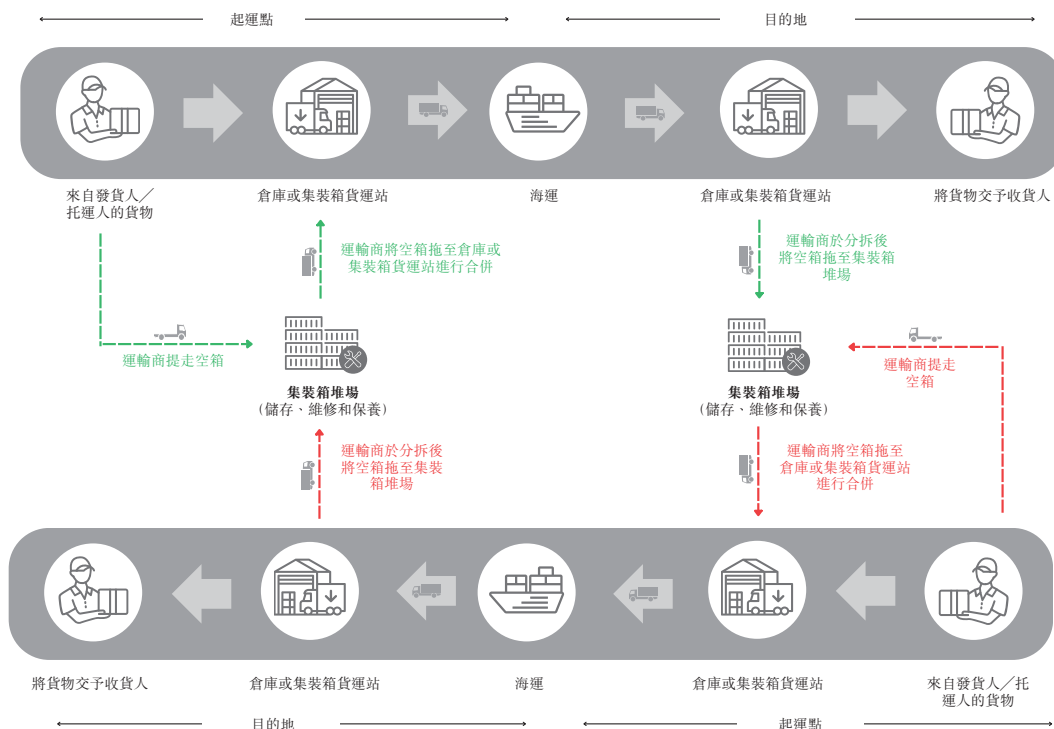 起運點
目的地
來自發貨人／
托運人的貨物
倉庫或集裝箱貨運站
海運
倉庫或集裝箱貨運站
將貨物交予收貨人
運輸商將空箱拖至倉庫或
集裝箱貨運站進行合併
運輸商於分拆後
將空箱拖至集裝箱
堆場
運輸商提走空箱
運輸商提走
空箱
集裝箱堆場
(儲存、維修和保養)
集裝箱堆場
(儲存、維修和保養)
運輸商於分拆後
將空箱拖至集裝
箱堆場
運輸商將空箱拖至
倉庫或集裝箱貨運站
進行合併
將貨物交予收貨人
倉庫或集裝箱貨運站
海運
倉庫或集裝箱貨運站
來自發貨人／托
運人的貨物
目的地
起運點